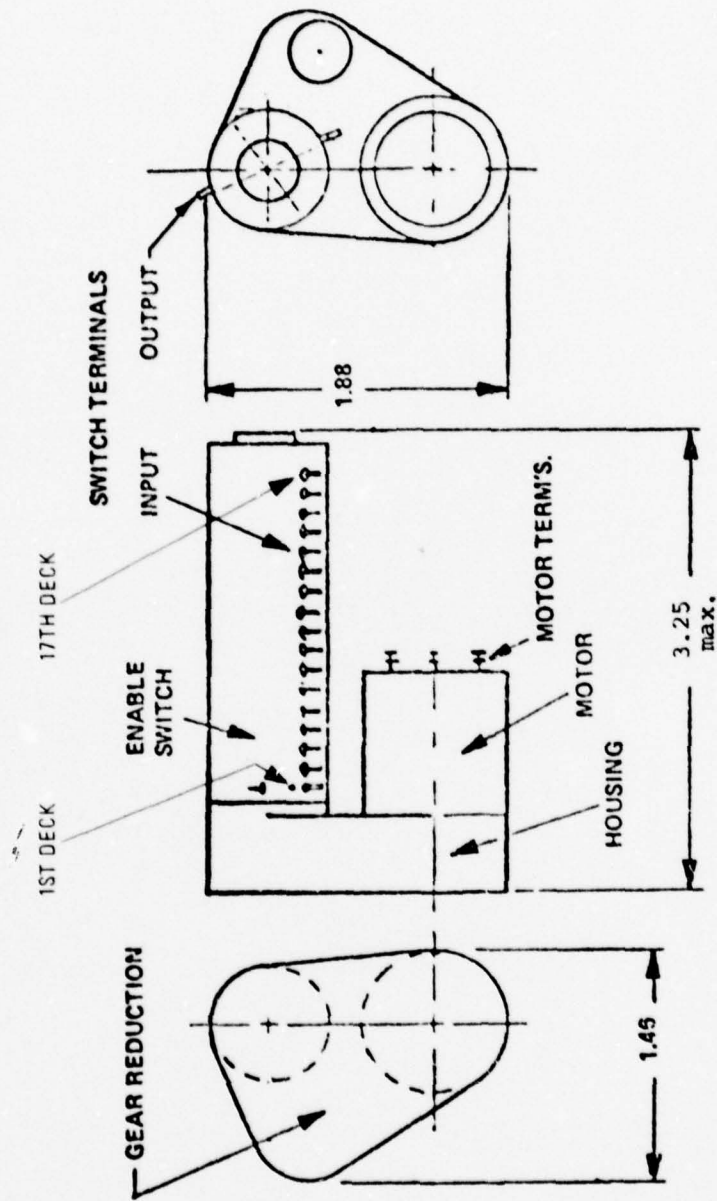 1ST DECK
17TH DECK
GEAR REDUCTION
ENABLE
SWITCH
SWITCH TERMINALS
INPUT
OUTPUT
1.88
MOTOR TERM'S.
MOTOR
HOUSING
1.46
3.25
max.